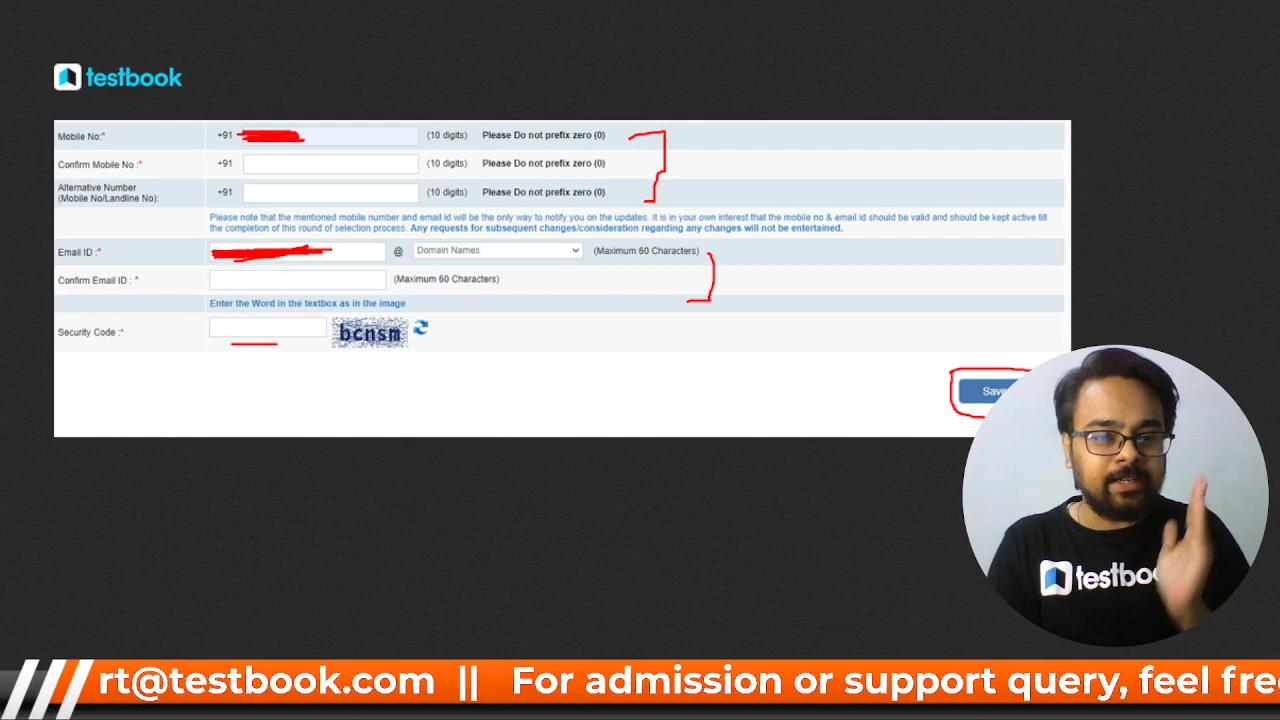 testbook
Mobile No:* +91 (10 digits) Please Do not prefix zero (0)
Confirm Mobile No :* +91 (10 digits) Please Do not prefix zero (0)
Alternative Number
(Mobile No/Landline No): +91 (10 digits) Please Do not prefix zero (0)
Please note that the mentioned mobile number and email id will be the only way to notify you on the updates. It is in your own interest that the mobile no & email id should be valid and should be kept active till
the completion of this round of selection process. Any requests for subsequent changes/consideration regarding any changes will not be entertained.
Email ID :* @ Domain Names (Maximum 60 Characters)
Confirm Email ID : * (Maximum 60 Characters)
Enter the Word in the textbox as in the image
Security Code :* bcnsm
Save
testbo
rt@testbook.com || For admission or support query, feel fre